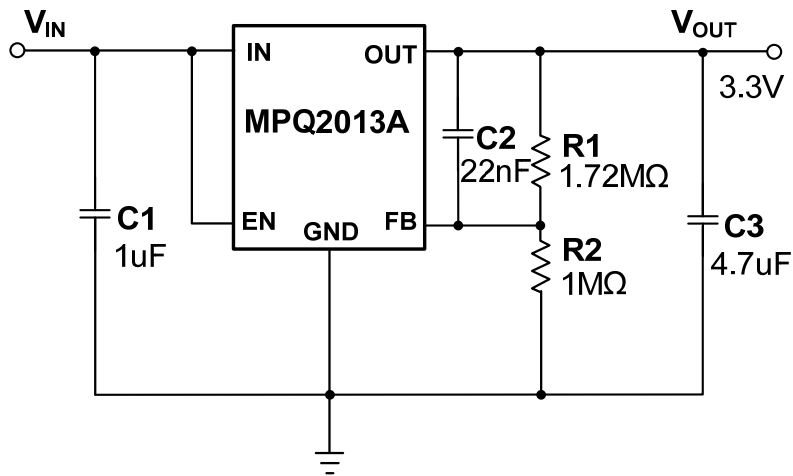 VIN
VOUT
IN
OUT
3.3V
MPQ2013A
C2
22nF
R1
1.72MΩ
C1
1uF
EN
GND
FB
R2
1MΩ
C3
4.7uF